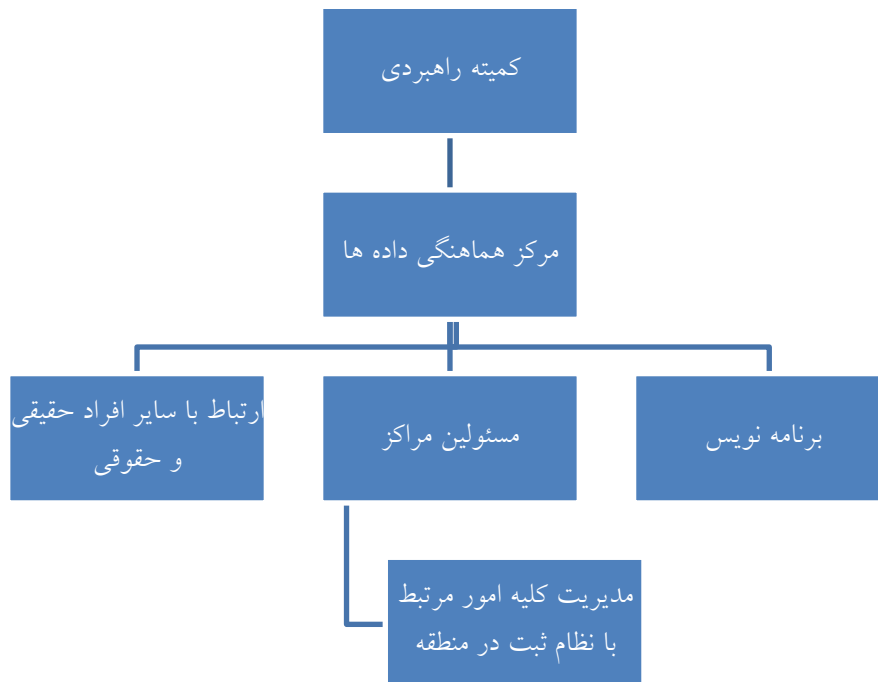 کمیته راهبردی
مرکز هماهنگی داده ها
برنامه نویس
مسئولین مراکز
ارتباط با سایر افراد حقیقی
و حقوقی
مدیریت کلیه امور مرتبط
با نظام ثبت در منطقه